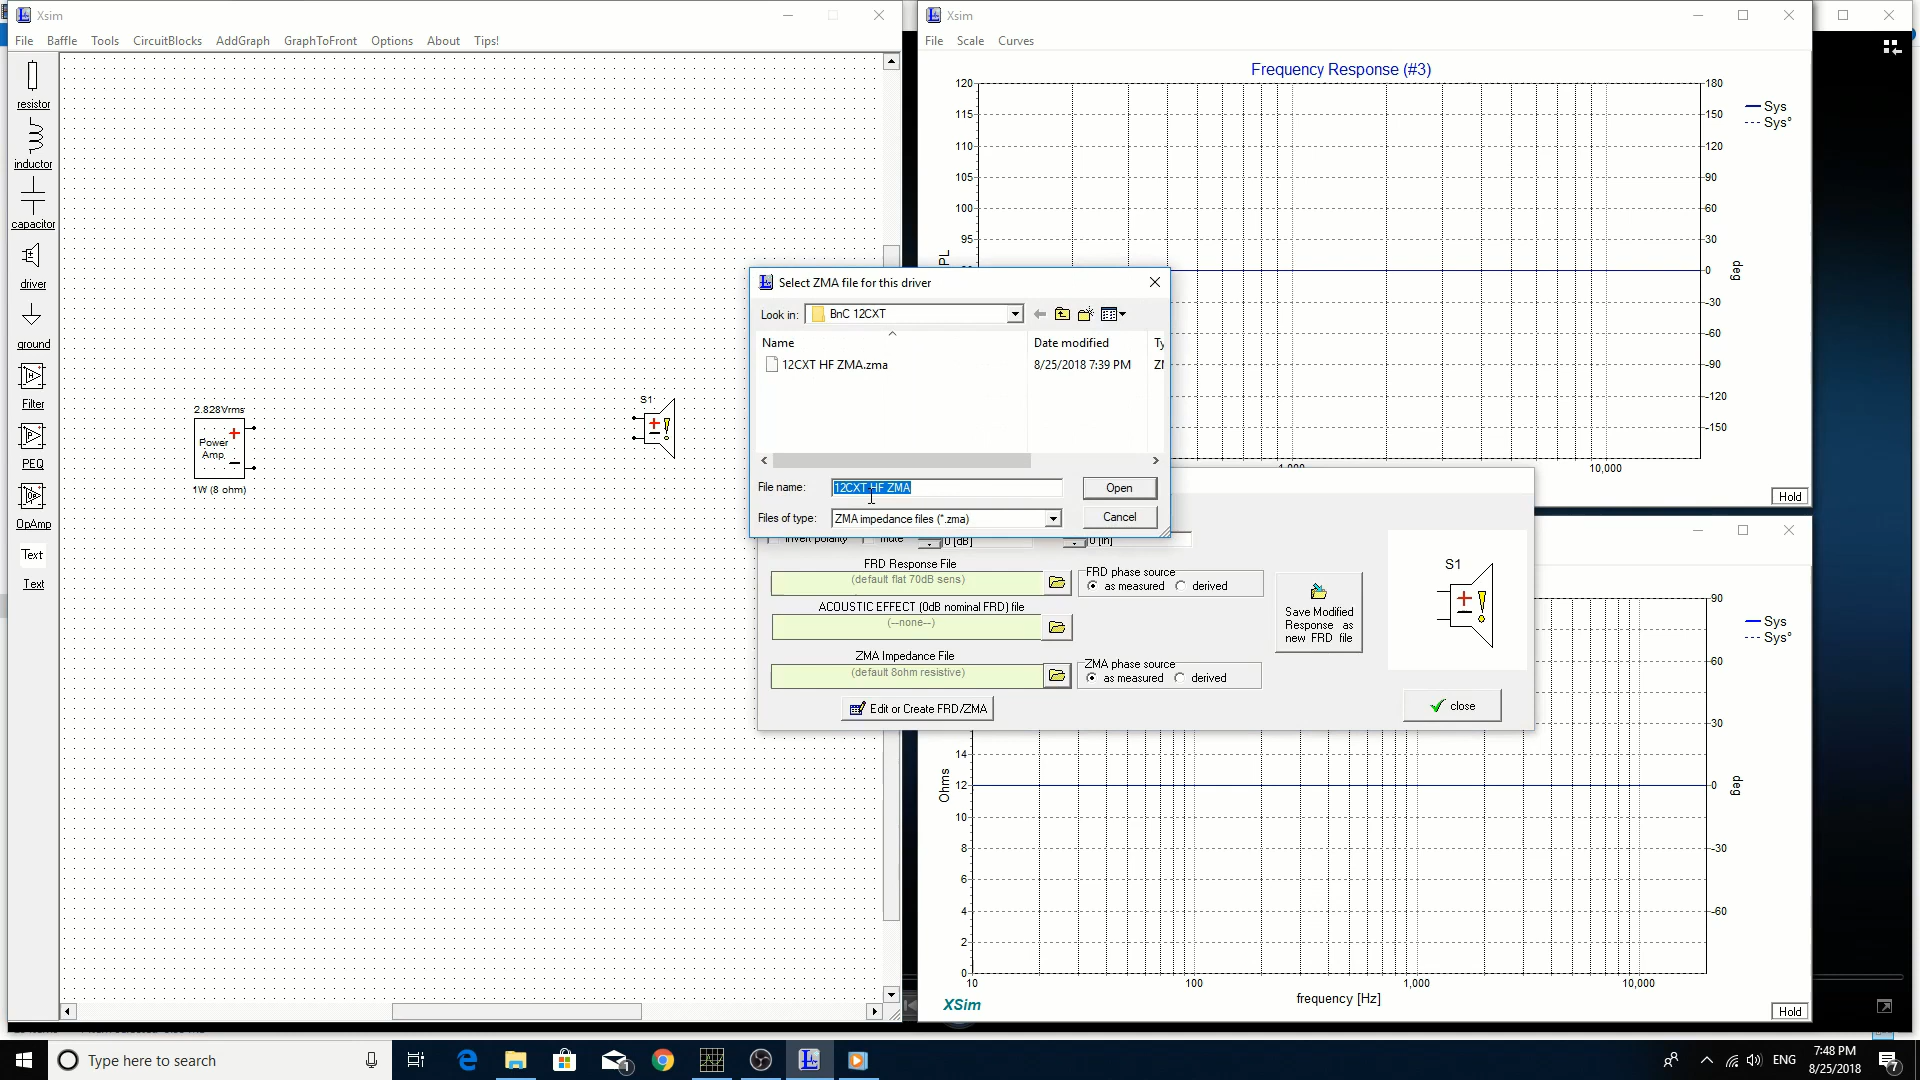 Xsim
File Baffle Tools CircuitBlocks AddGraph GraphToFront Options About Tips!
resistor
inductor
capacitor
driver
ground
Filter
PEQ
OpAmp
Text
Text
2.828Vrms
Power
Amp.
1W (8 ohm)
S1
Xsim
File Scale Curves
Frequency Response (#3)
120
115
110
105
100
95
180
150
120
90
60
30
0
-30
-60
-90
-120
-150
deg
Sys
Sys°
10,000
Hold
Select ZMA file for this driver
Look in: BnC 12CXT
Name Date modified
12CXT HF ZMA.zma 8/25/2018 7:39 PM
File name: 12CXT HF ZMA Open
Files of type: ZMA impedance files (*.zma) Cancel
invert polarity mute 0 [dB] 0 [in]
FRD Response File
(default flat 70dB sens)
FRD phase source
as measured derived
ACOUSTIC EFFECT (0dB nominal FRD) file
(--none--)
ZMA Impedance File
(default 8ohm resistive)
ZMA phase source
as measured derived
Edit or Create FRD/ZMA
Save Modified
Response as
new FRD file
S1
close
90
60
30
0
-30
-60
deg
Sys
Sys°
14
12
10
8
6
4
2
0
Ohms
10 100 1,000 10,000
frequency [Hz]
XSim
Hold
Type here to search
1
ENG
7:48 PM
8/25/2018
7